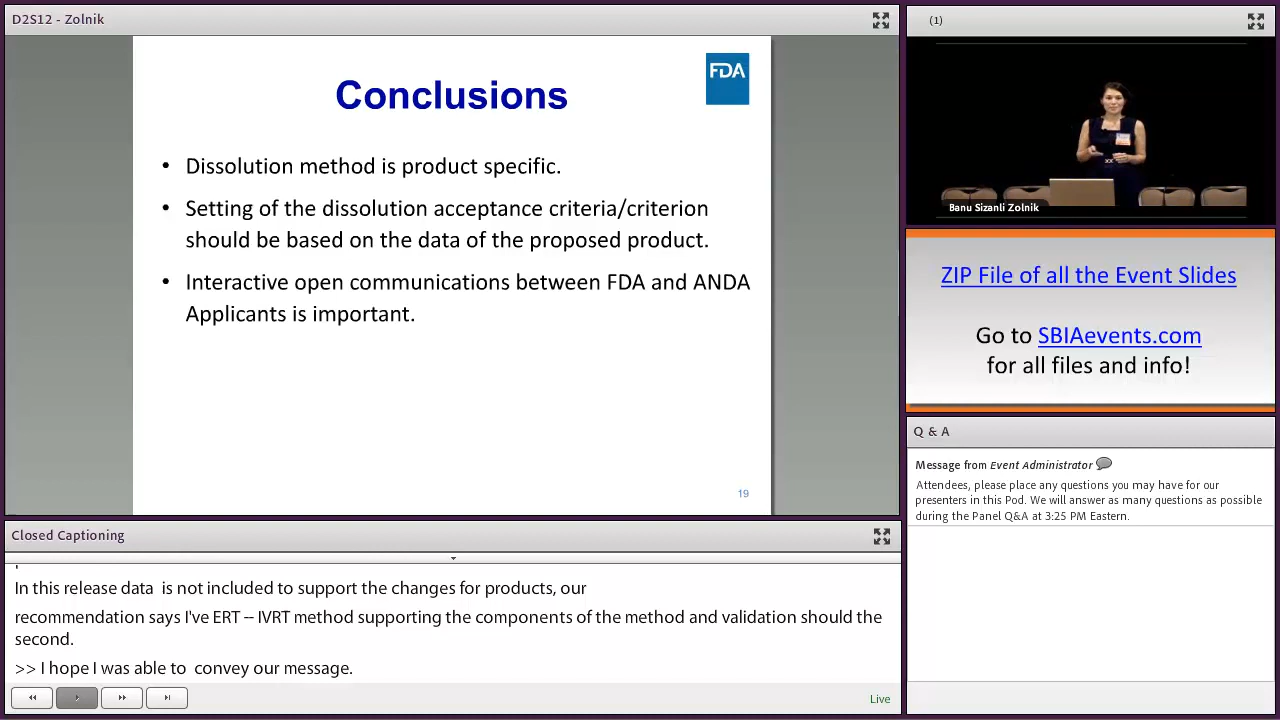 D2S12 - Zolnik
FDA
Conclusions
• Dissolution method is product specific.
• Setting of the dissolution acceptance criteria/criterion
should be based on the data of the proposed product.
• Interactive open communications between FDA and ANDA
Applicants is important.
19
Closed Captioning
In this release data  is not included to support the changes for products, our
recommendation says I've ERT -- IVRT method supporting the components of the method and validation should the
second.
>> I hope I was able to  convey our message.
Live
(1)
Banu Sizanli Zolnik
ZIP File of all the Event Slides
Go to SBIAevents.com
for all files and info!
Q & A
Message from Event Administrator
Attendees, please place any questions you may have for our
presenters in this Pod. We will answer as many questions as possible
during the Panel Q&A at 3:25 PM Eastern.